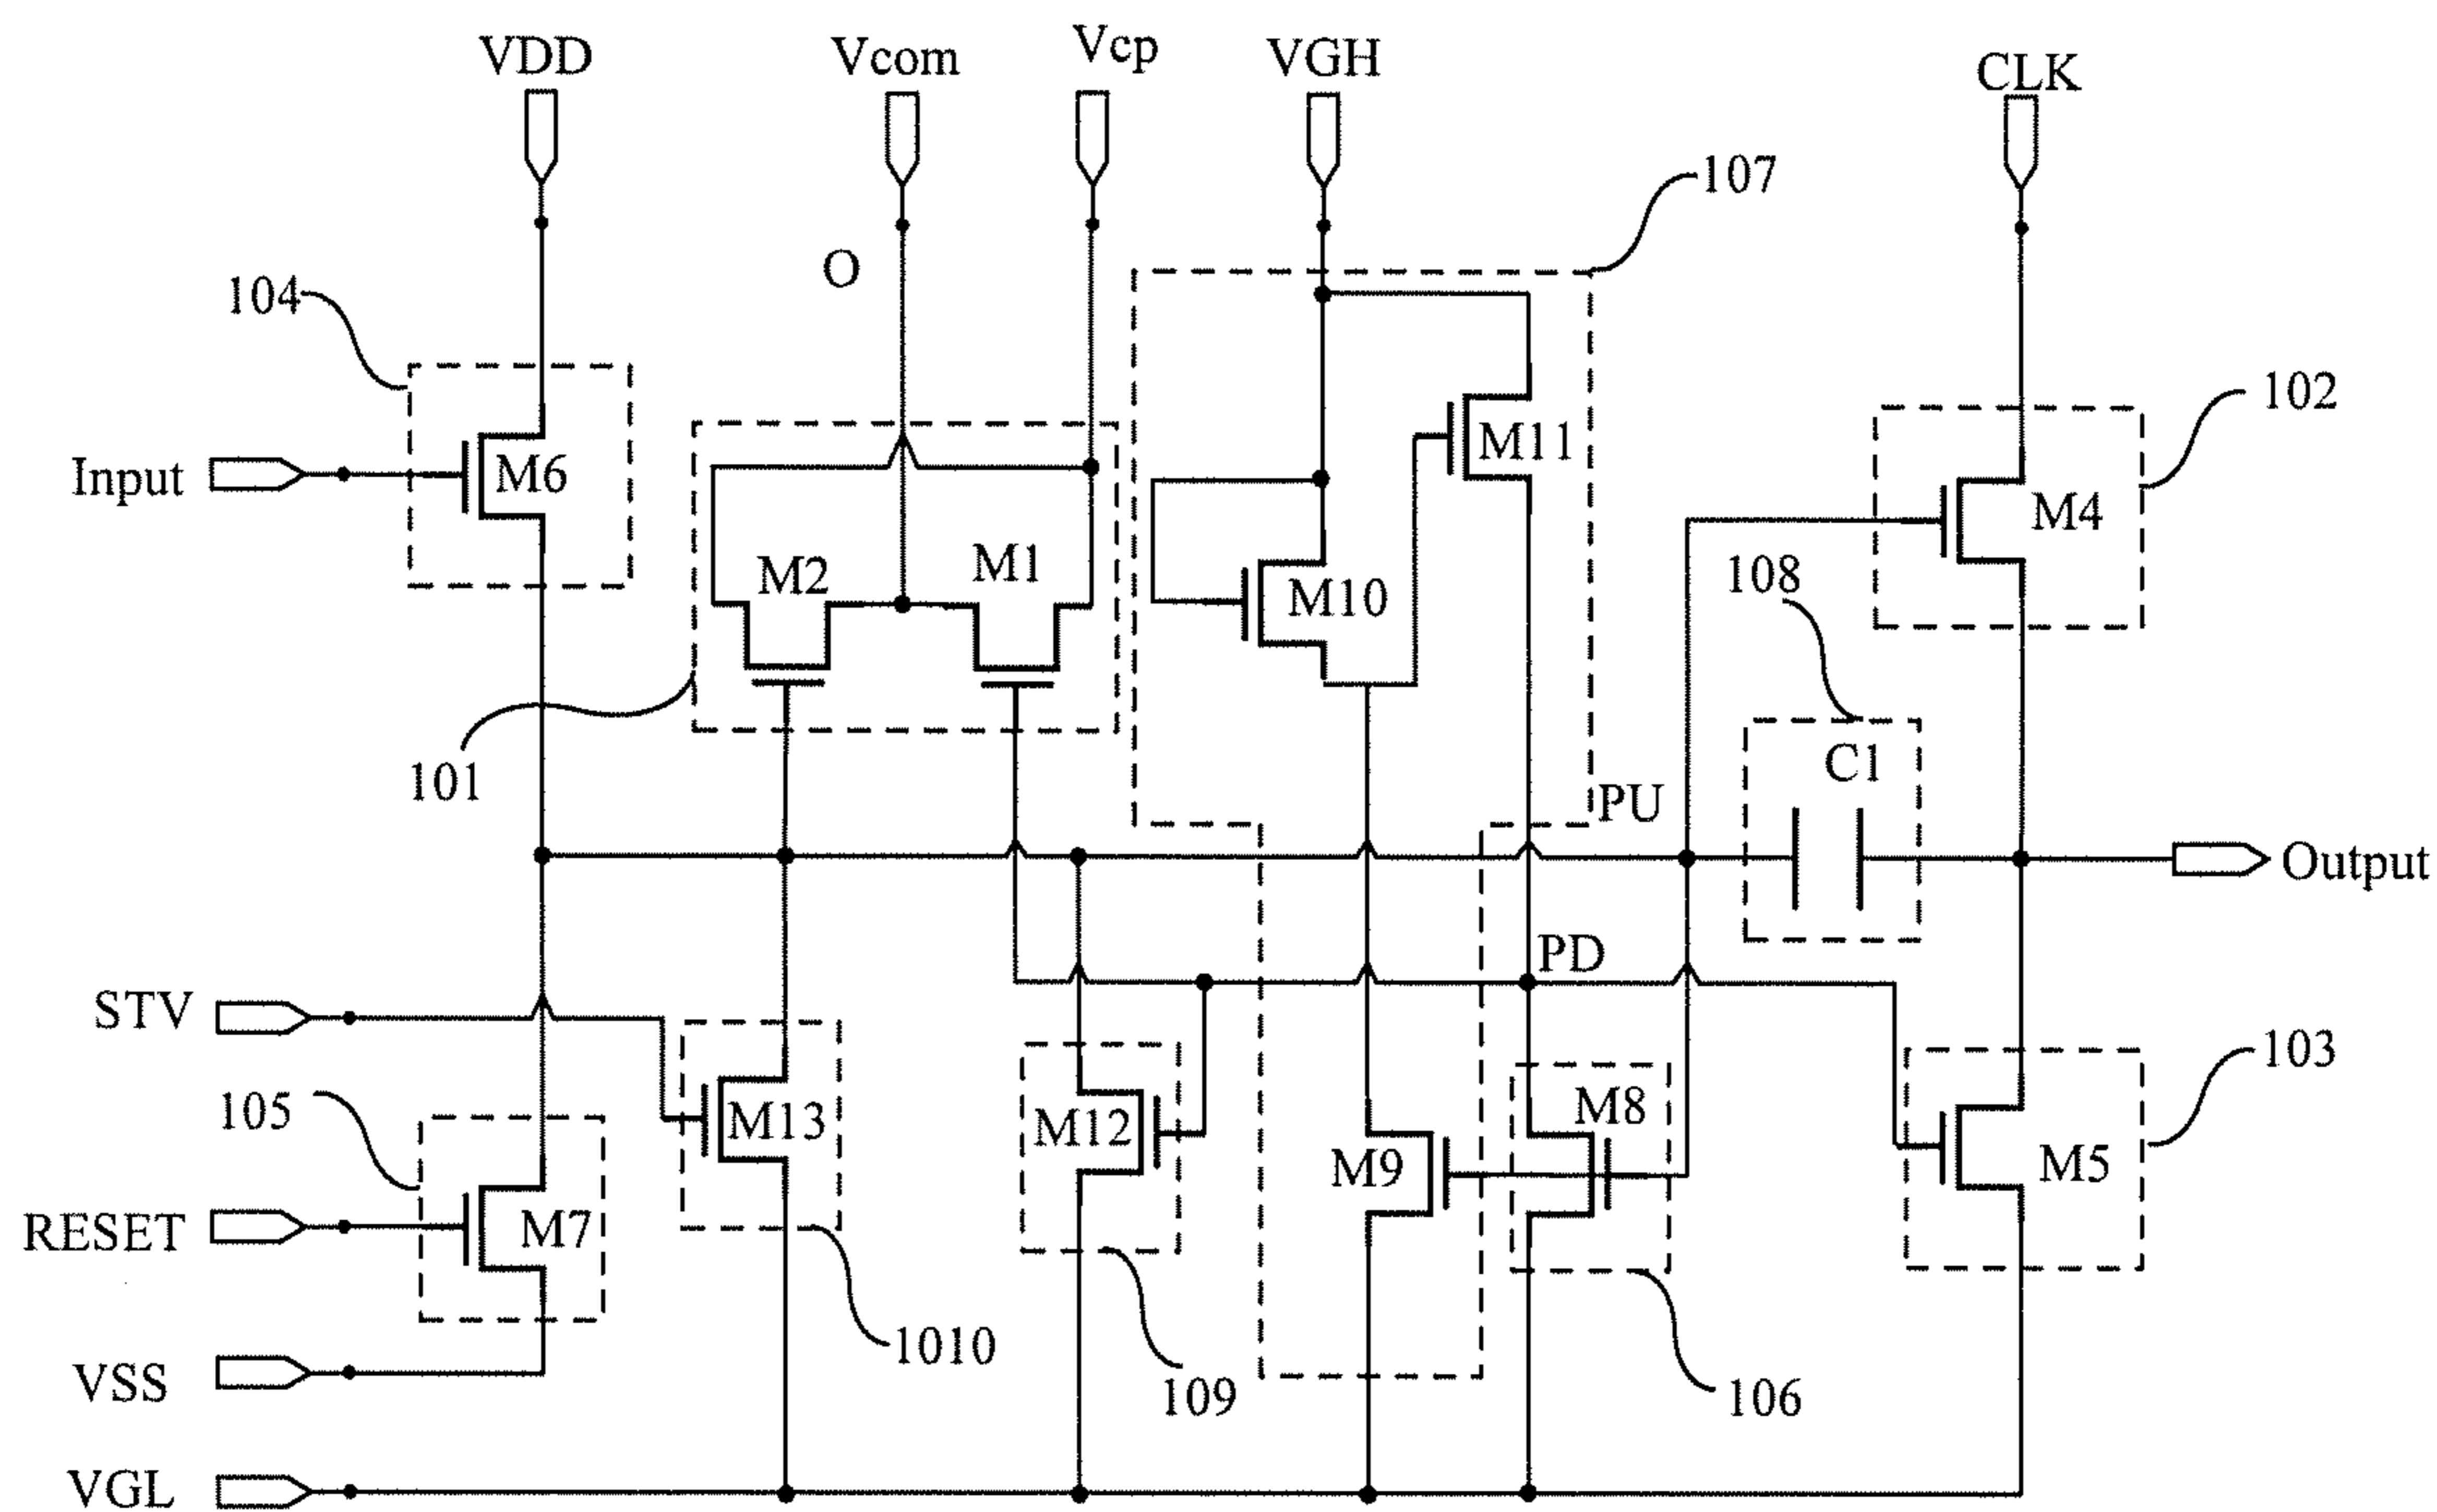 VDD
Vcom
Vcp
VGH
CLK
107
O
104
102
Input
M6
M11
M4
M2
M1
M10
108
101
C1
PU
Output
PD
STV
103
105
M13
M12
M8
M9
M5
RESET
M7
1010
109
106
VSS
VGL